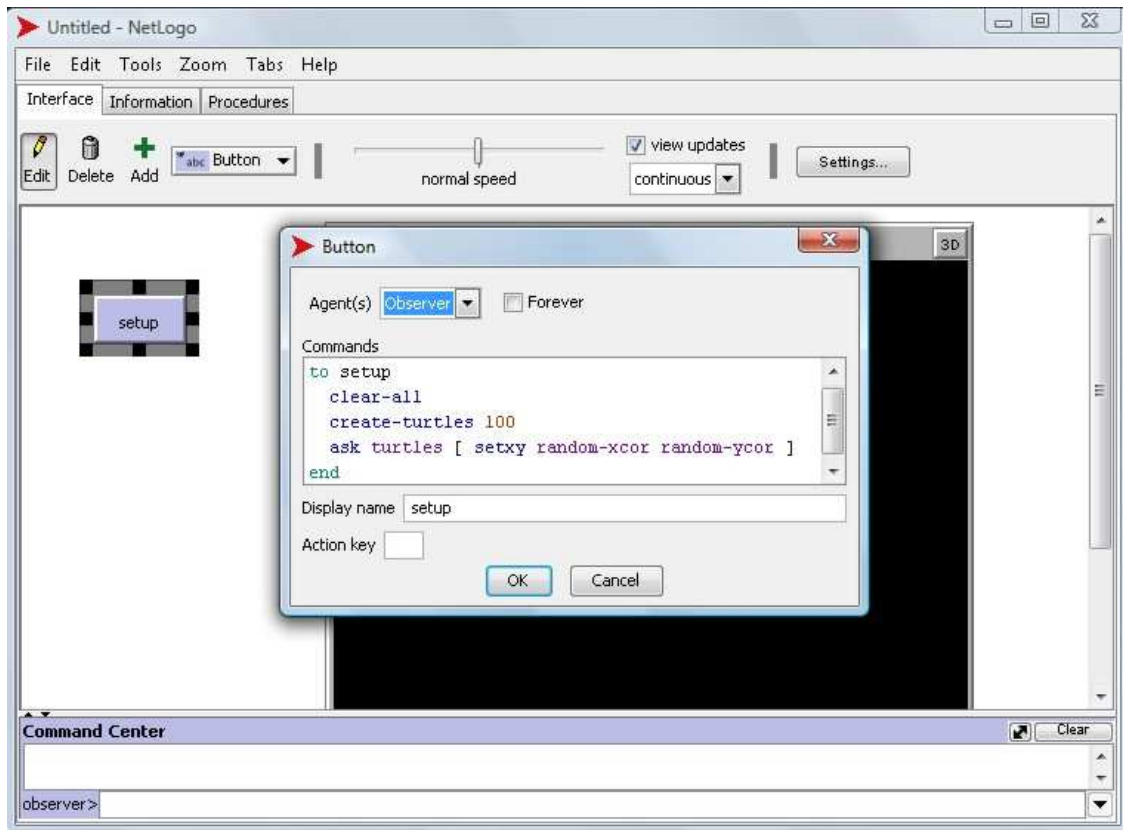 Untitled - NetLogo
File Edit Tools Zoom Tabs Help
Interface Information Procedures
Edit Delete Add abc Button normal speed view updates continuous Settings...
3D
setup
Button
Agent(s) Observer Forever
Commands
to setup
clear-all
create-turtles 100
ask turtles [ setxy random-xcor random-ycor ]
end
Display name setup
Action key
OK Cancel
Command Center Clear
observer>